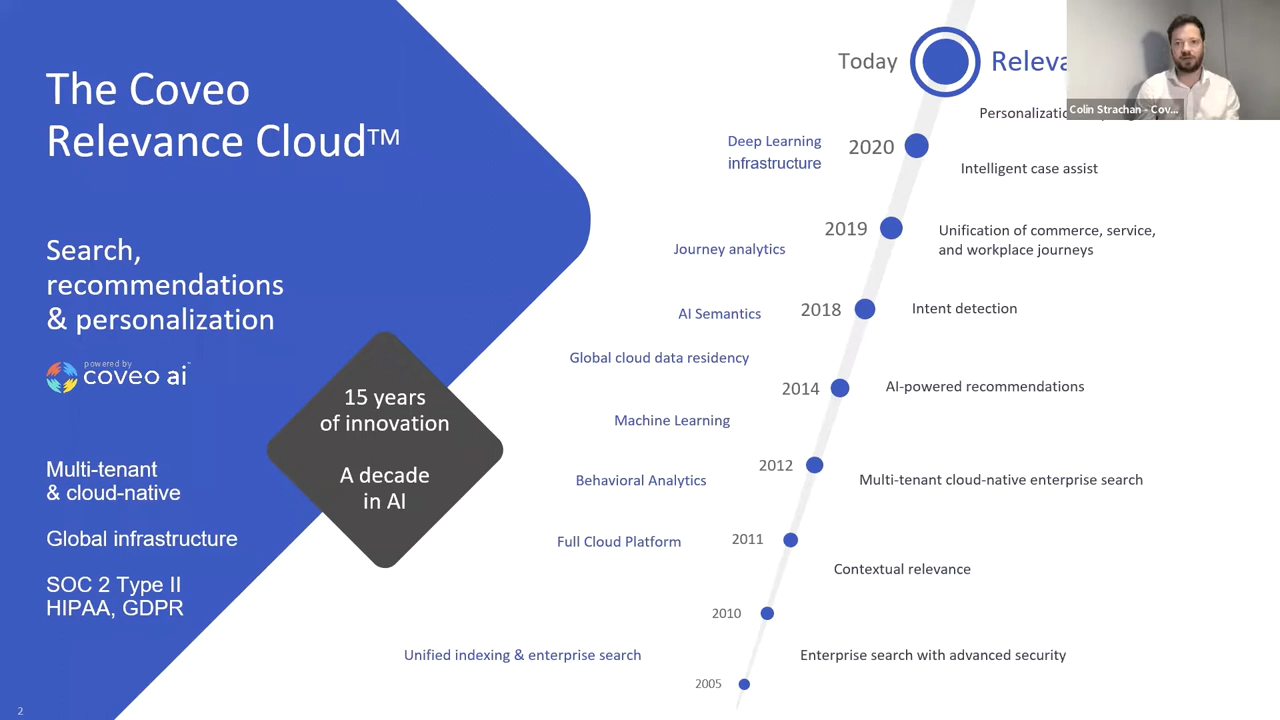 The Coveo
Relevance Cloud™
Search,
recommendations
& personalization
powered by
coveo ai™
Multi-tenant
& cloud-native
Global infrastructure
SOC 2 Type II
HIPAA, GDPR
2
15 years
of innovation
A decade
in AI
Today
Colin Strachan - Cov...
Deep Learning
infrastructure
2020
Intelligent case assist
2019
Unification of commerce, service,
and workplace journeys
Journey analytics
AI Semantics
2018
Intent detection
Global cloud data residency
2014
AI-powered recommendations
Machine Learning
2012
Behavioral Analytics
Multi-tenant cloud-native enterprise search
Full Cloud Platform
2011
Contextual relevance
2010
Unified indexing & enterprise search
Enterprise search with advanced security
2005